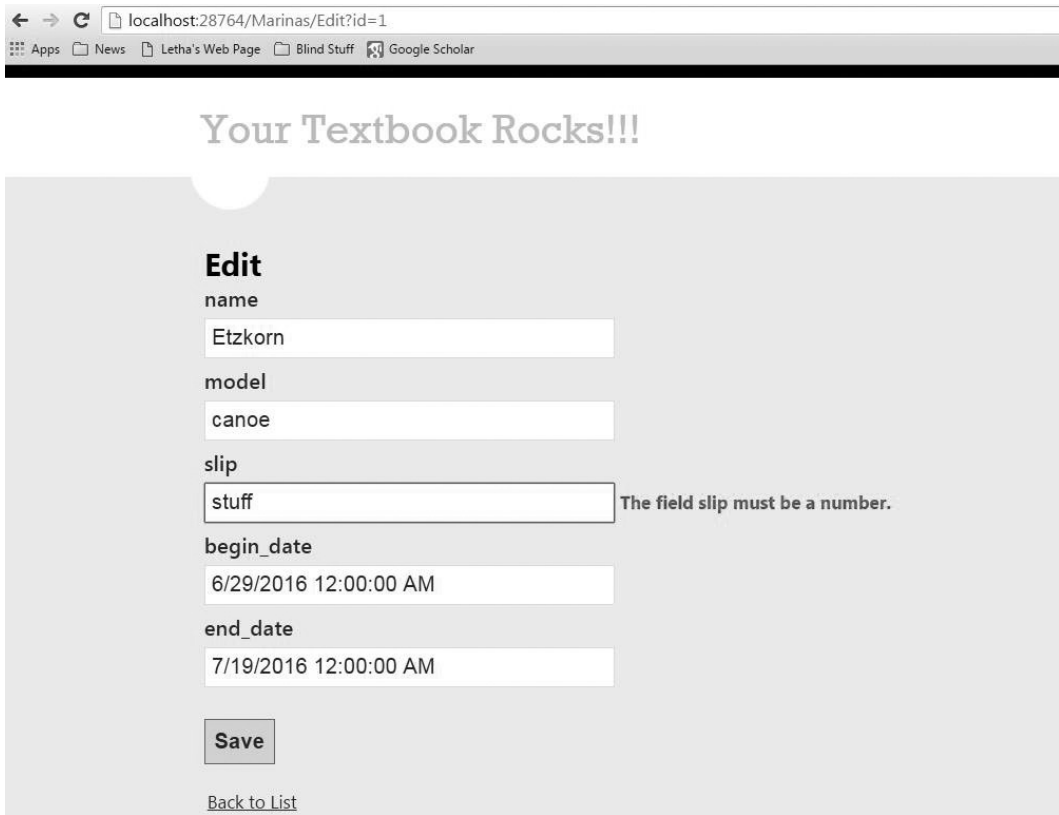 localhost:28764/Marinas/Edit?id=1
Apps News Letha's Web Page Blind Stuff Google Scholar
Your Textbook Rocks!!!
Edit
name
Etzkorn
model
canoe
slip
stuff The field slip must be a number.
begin_date
6/29/2016 12:00:00 AM
end_date
7/19/2016 12:00:00 AM
Save
Back to List